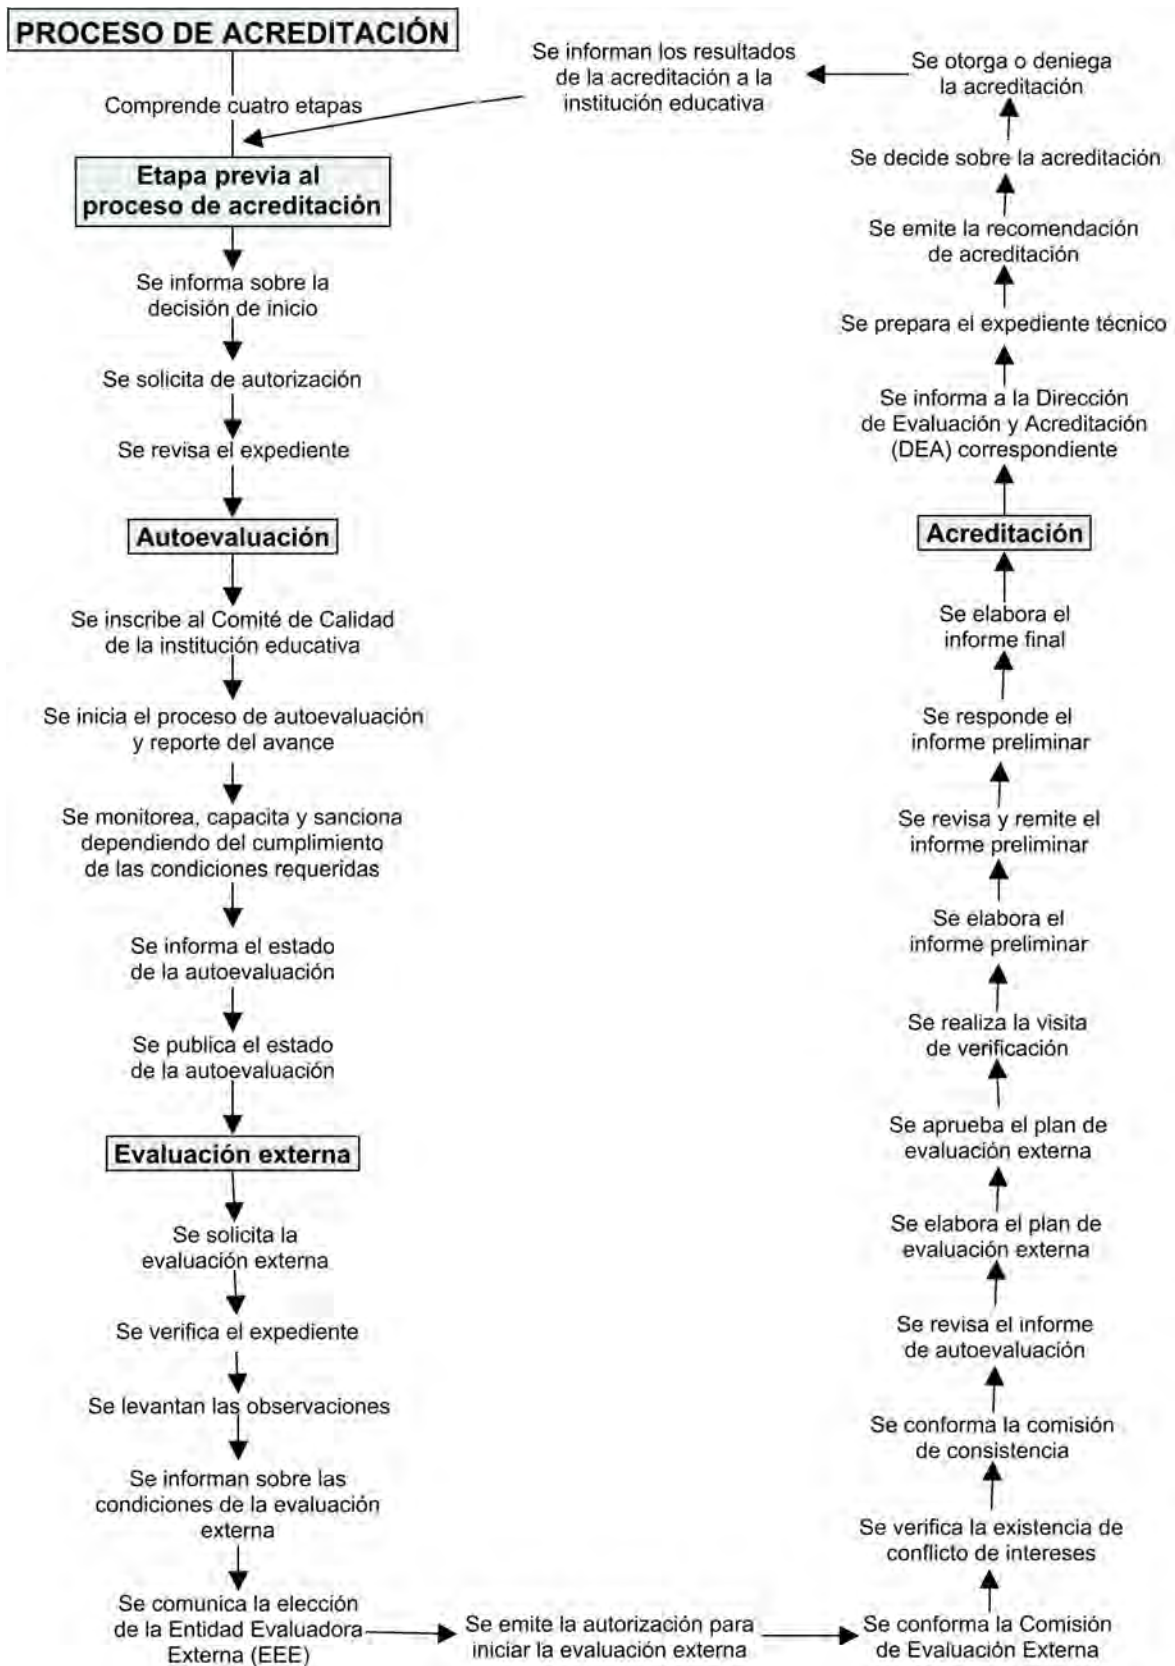 PROCESO DE ACREDITACIÓN
Comprende cuatro etapas
Etapa previa al
proceso de acreditación
Se informa sobre la
decisión de inicio
Se solicita de autorización
Se revisa el expediente
Autoevaluación
Se inscribe al Comité de Calidad
de la institución educativa
Se inicia el proceso de autoevaluación
y reporte del avance
Se monitorea, capacita y sanciona
dependiendo del cumplimiento
de las condiciones requeridas
Se informa el estado
de la autoevaluación
Se publica el estado
de la autoevaluación
Evaluación externa
Se solicita la
evaluación externa
Se verifica el expediente
Se levantan las observaciones
Se informan sobre las
condiciones de la evaluación
externa
Se comunica la elección
de la Entidad Evaluadora
Externa (EEE)
Se emite la autorización para
iniciar la evaluación externa
Se conforma la Comisión
de Evaluación Externa
Se verifica la existencia de
conflicto de intereses
Se conforma la comisión
de consistencia
Se revisa el informe
de autoevaluación
Se elabora el plan de
evaluación externa
Se aprueba el plan de
evaluación externa
Se realiza la visita
de verificación
Se elabora el
informe preliminar
Se revisa y remite el
informe preliminar
Se responde el
informe preliminar
Se elabora el
informe final
Acreditación
Se informa a la Dirección
de Evaluación y Acreditación
(DEA) correspondiente
Se prepara el expediente técnico
Se emite la recomendación
de acreditación
Se decide sobre la acreditación
Se otorga o deniega
la acreditación
Se informan los resultados
de la acreditación a la
institución educativa